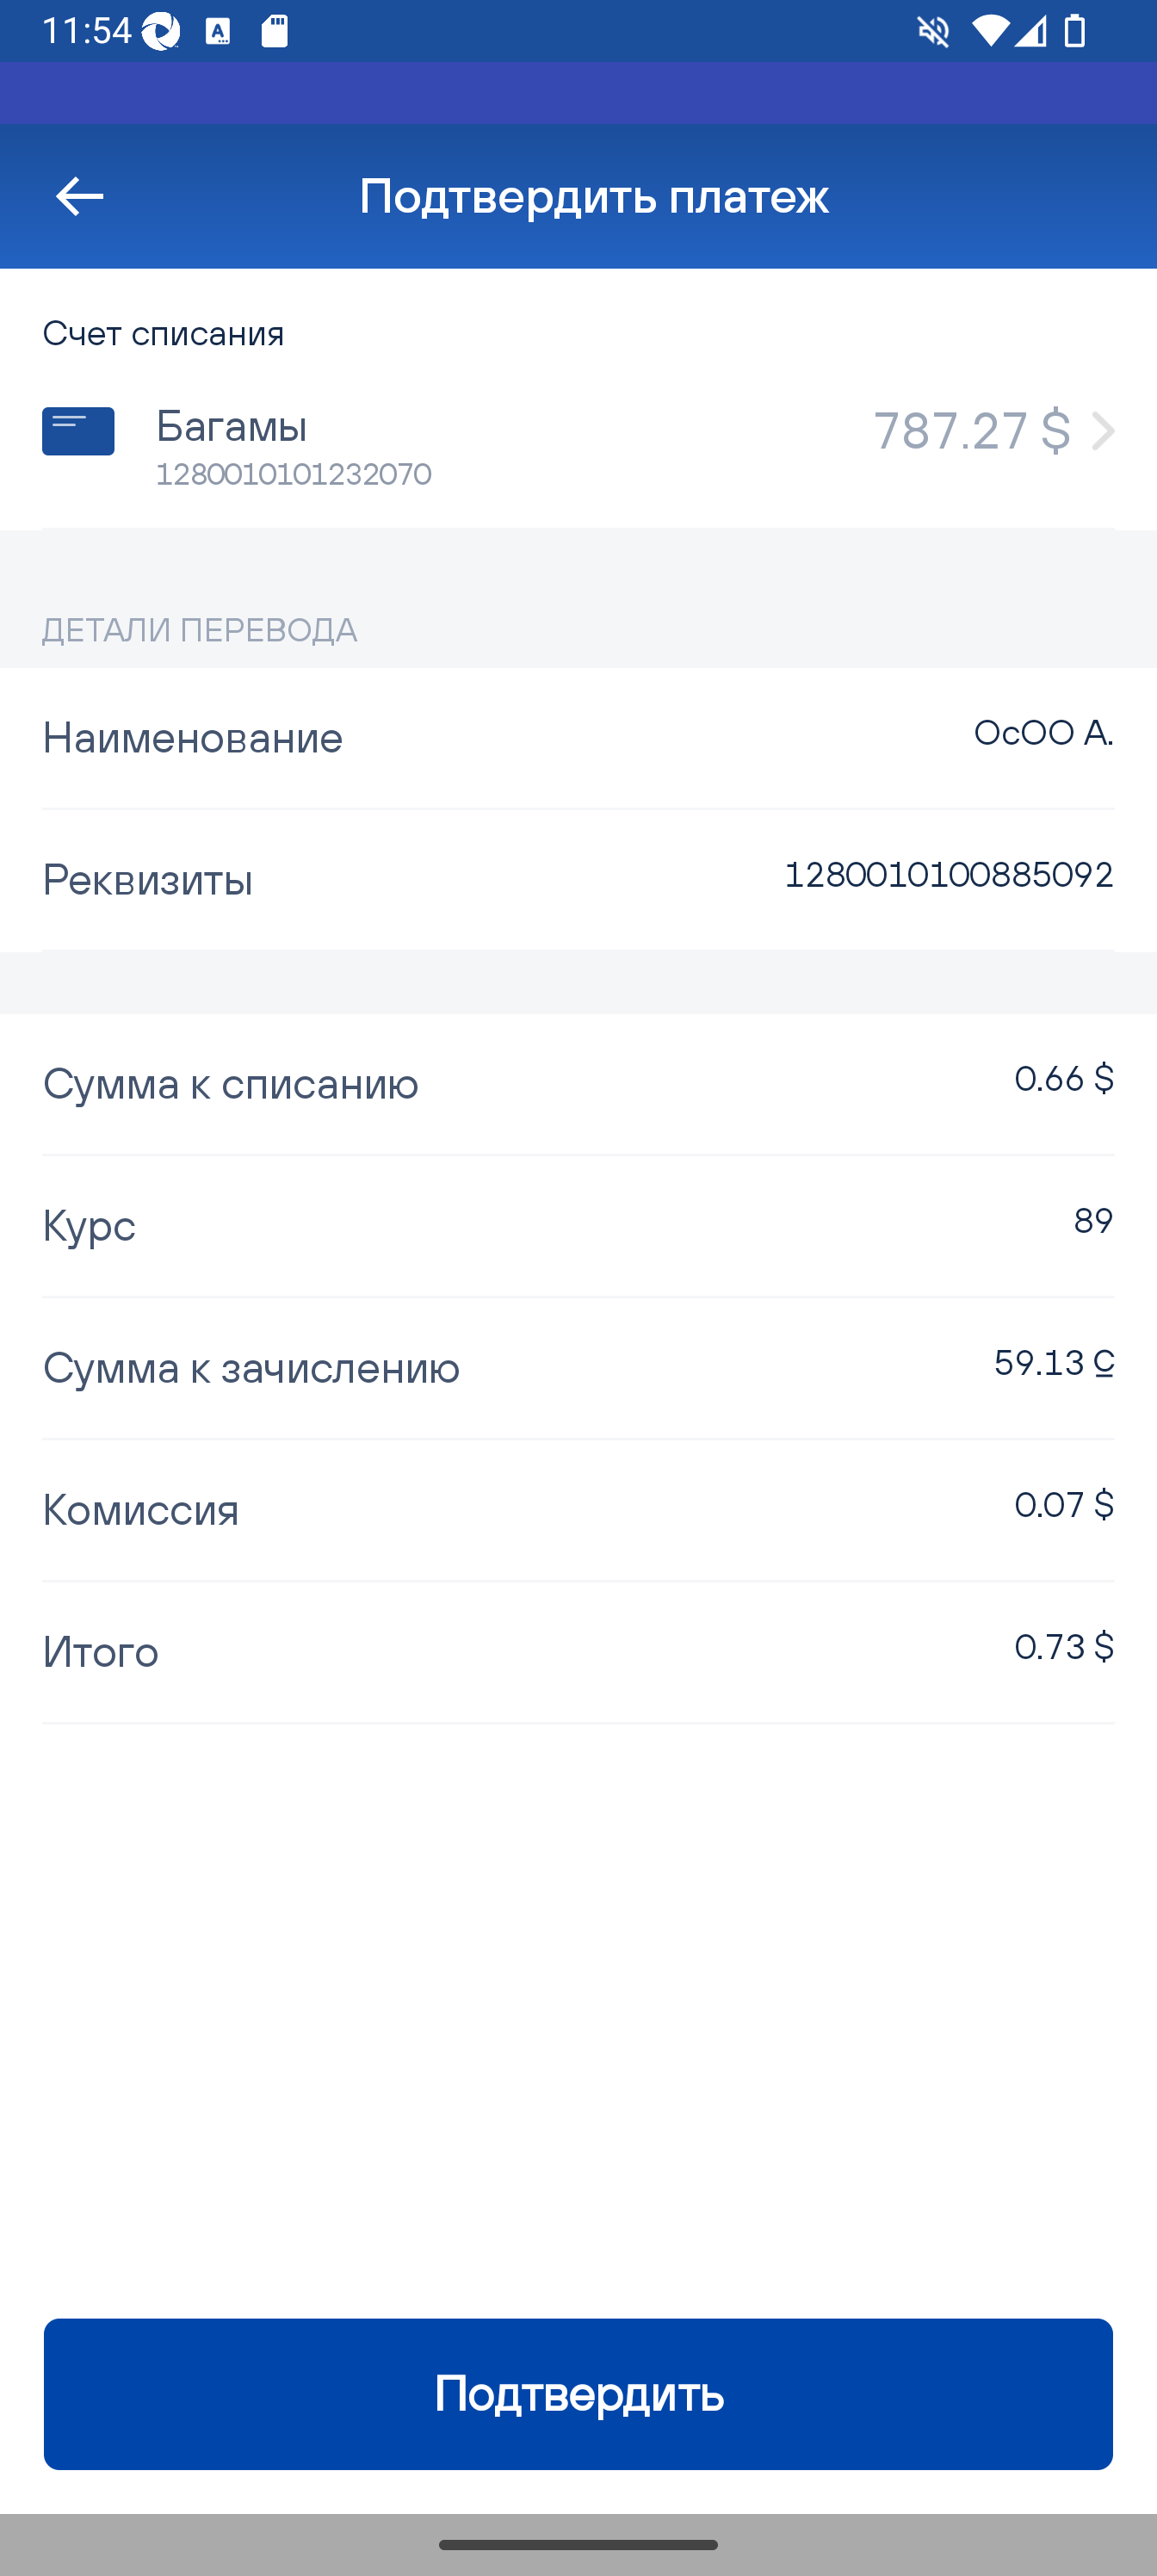 11:54
Подтвердить платеж
Счет списания
Багамы
787.27 $
1280010101232070
ДЕТАЛИ ПЕРЕВОДА
Наименование
ОсОО А.
Реквизиты
1280010100885092
Сумма к списанию
0.66 $
Курс
89
Сумма к зачислению
59.13 С
Комиссия
0.07 $
Итого
0.73 $
Подтвердить